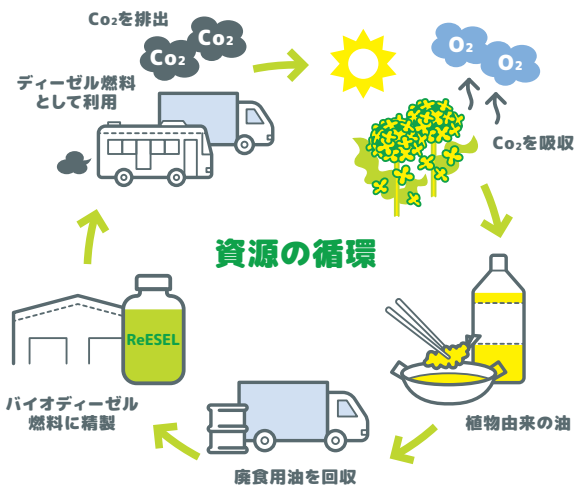 Co₂を排出
Co₂
Co₂
ディーゼル燃料
として利用
O₂
O₂
Co₂を吸収
資源の循環
ReESEL
バイオディーゼル
燃料に精製
植物由来の油
廃食用油を回収